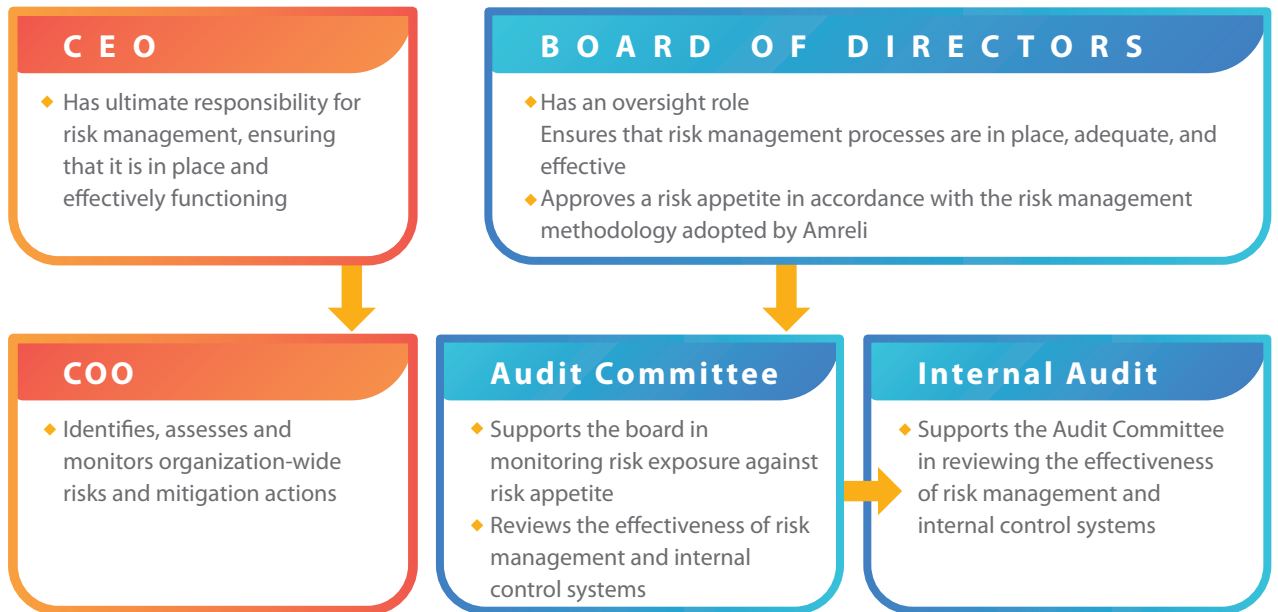 CEO
Has ultimate responsibility for
risk management, ensuring
that it is in place and
effectively functioning
BOARD OF DIRECTORS
Has an oversight role
Ensures that risk management processes are in place, adequate, and
effective
Approves a risk appetite in accordance with the risk management
methodology adopted by Amreli
COO
Identifies, assesses and
monitors organization-wide
risks and mitigation actions
Audit Committee
Supports the board in
monitoring risk exposure against
risk appetite
Reviews the effectiveness of risk
management and internal
control systems
Internal Audit
Supports the Audit Committee
in reviewing the effectiveness
of risk management and
internal control systems